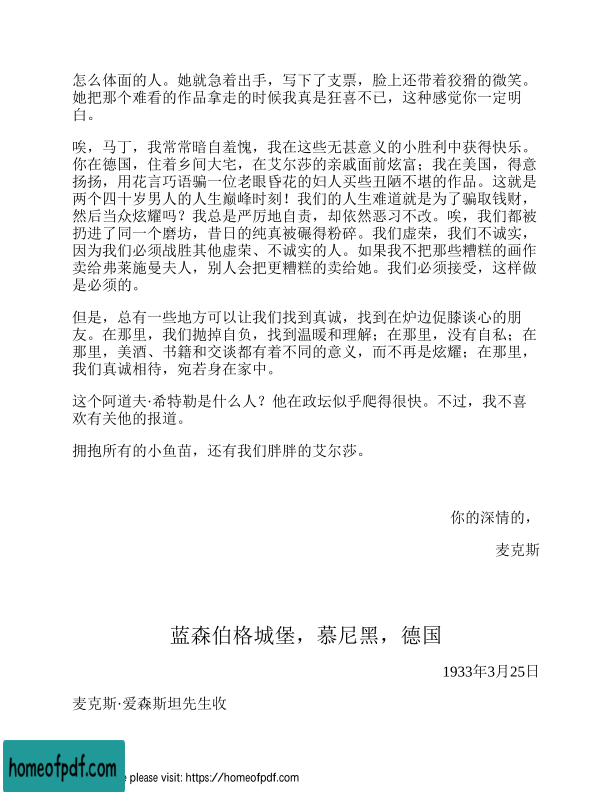 怎么体面的人。她就急着出手，写下了支票，脸上还带着狡猾的微笑。
她把那个难看的作品拿走的时候我真是狂喜不已，这种感觉你一定明
白。
唉，马丁，我常常暗自羞愧，我在这些无甚意义的小胜利中获得快乐。
你在德国，住着乡间大宅，在艾尔莎的亲戚面前炫富；我在美国，得意
扬扬，用花言巧语骗一位老眼昏花的妇人买些丑陋不堪的作品。这就是
两个四十岁男人的人生巅峰时刻！我们的人生难道就是为了骗取钱财，
然后当众炫耀吗？我总是严厉地自责，却依然恶习不改。唉，我们都被
扔进了同一个磨坊，昔日的纯真被碾得粉碎。我们虚荣，我们不诚实，
因为我们必须战胜其他虚荣、不诚实的人。如果我不把那些糟糕的画作
卖给弗莱施曼夫人，别人会把更糟糕的卖给她。我们必须接受，这样做
是必须的。
但是，总有一些地方可以让我们找到真诚，找到在炉边促膝谈心的朋
友。在那里，我们抛掉自负，找到温暖和理解；在那里，没有自私；在
那里，美酒、书籍和交谈都有着不同的意义，而不再是炫耀；在那里，
我们真诚相待，宛若身在家中。
这个阿道夫·希特勒是什么人？他在政坛似乎爬得很快。不过，我不喜
欢有关他的报道。
拥抱所有的小鱼苗，还有我们胖胖的艾尔莎。
你的深情的，
麦克斯
蓝森伯格城堡，慕尼黑，德国
1933年3月25日
麦克斯·爱森斯坦先生收
homeofpdf.com
e please visit: https://homeofpdf.com